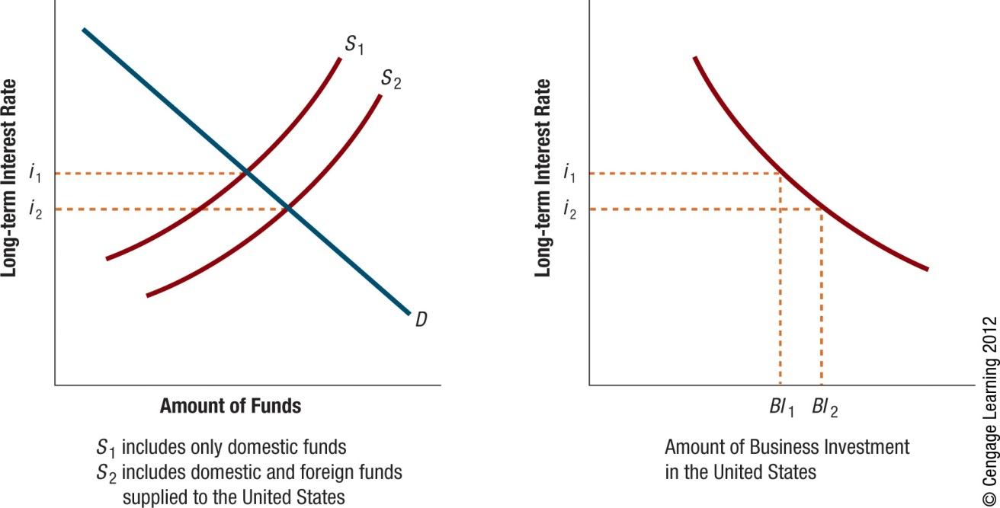 Long-term Interest Rate
S1
S2
i1
i2
D
Amount of Funds
S1 includes only domestic funds
S2 includes domestic and foreign funds
supplied to the United States
Long-term Interest Rate
i1
i2
BI1 BI2
Amount of Business Investment
in the United States
© Cengage Learning 2012